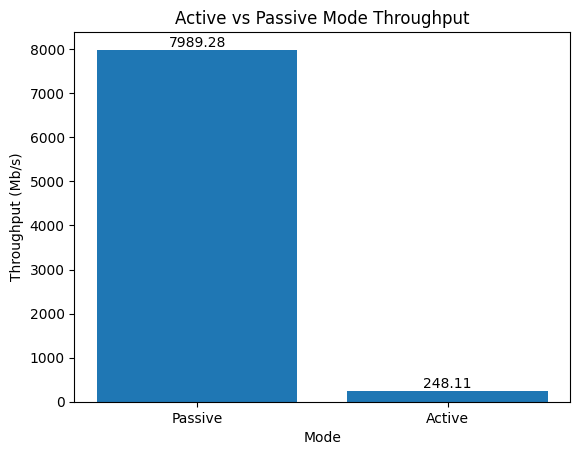 Active vs Passive Mode Throughput
Throughput (Mb/s)
8000
7000
6000
5000
4000
3000
2000
1000
0
7989.28
248.11
Passive
Active
Mode